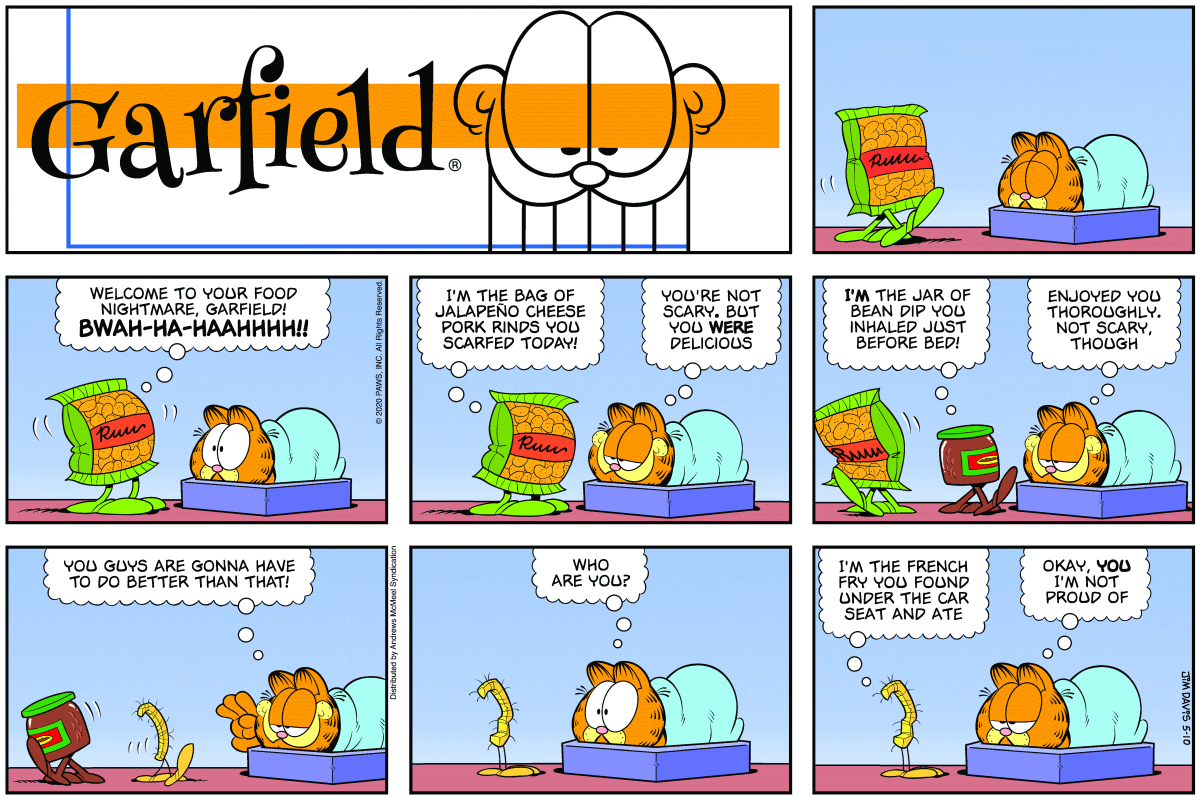 Garfield®
WELCOME TO YOUR FOOD
NIGHTMARE, GARFIELD!
BWAH-HA-HAAHHHH!!
© 2020 PAWS, INC. All Rights Reserved.
I'M THE BAG OF
JALAPEÑO CHEESE
PORK RINDS YOU
SCARFED TODAY!
YOU'RE NOT
SCARY. BUT
YOU WERE
DELICIOUS
I'M THE JAR OF
BEAN DIP YOU
INHALED JUST
BEFORE BED!
ENJOYED YOU
THOROUGHLY.
NOT SCARY,
THOUGH
YOU GUYS ARE GONNA HAVE
TO DO BETTER THAN THAT!
Distributed by Andrews McMeel Syndication
WHO
ARE YOU?
I'M THE FRENCH
FRY YOU FOUND
UNDER THE CAR
SEAT AND ATE
OKAY, YOU
I'M NOT
PROUD OF
JIM DAVIS 5-10